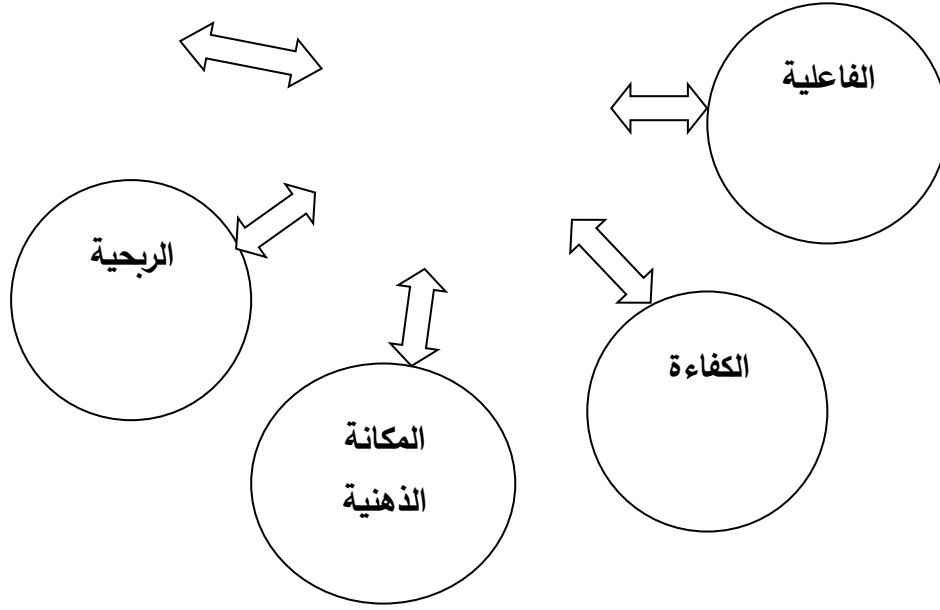 الفاعلية
الربحية
الكفاءة
المكانة
الذهنية